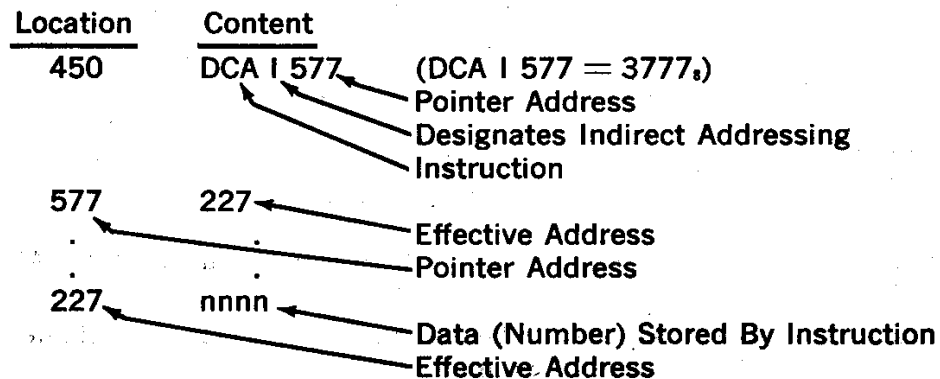 Location Content
450 DCA I 577 (DCA I 577 = 3777₈)
Pointer Address
Designates Indirect Addressing
Instruction
577 227
Effective Address
. .
Pointer Address
. .
227 nnnn
Data (Number) Stored By Instruction
Effective Address